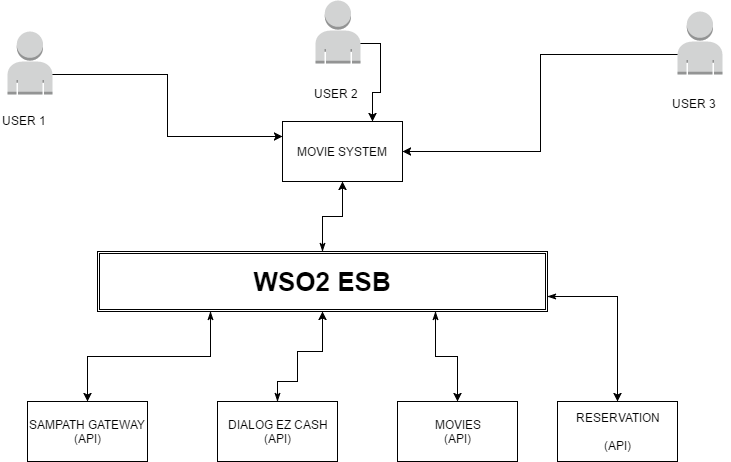 USER 1
USER 2
USER 3
MOVIE SYSTEM
WSO2 ESB
SAMPATH GATEWAY
(API)
DIALOG EZ CASH
(API)
MOVIES
(API)
RESERVATION
(API)